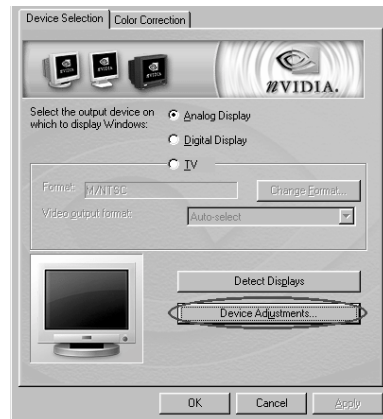 Device Selection
Color Correction
NVIDIA.
Select the output device on
which to display Windows:
Analog Display
Digital Display
TV
Format:
M/NTSC
Change Format...
Video output format:
Auto-select
Detect Displays
Device Adjustments...
OK
Cancel
Apply